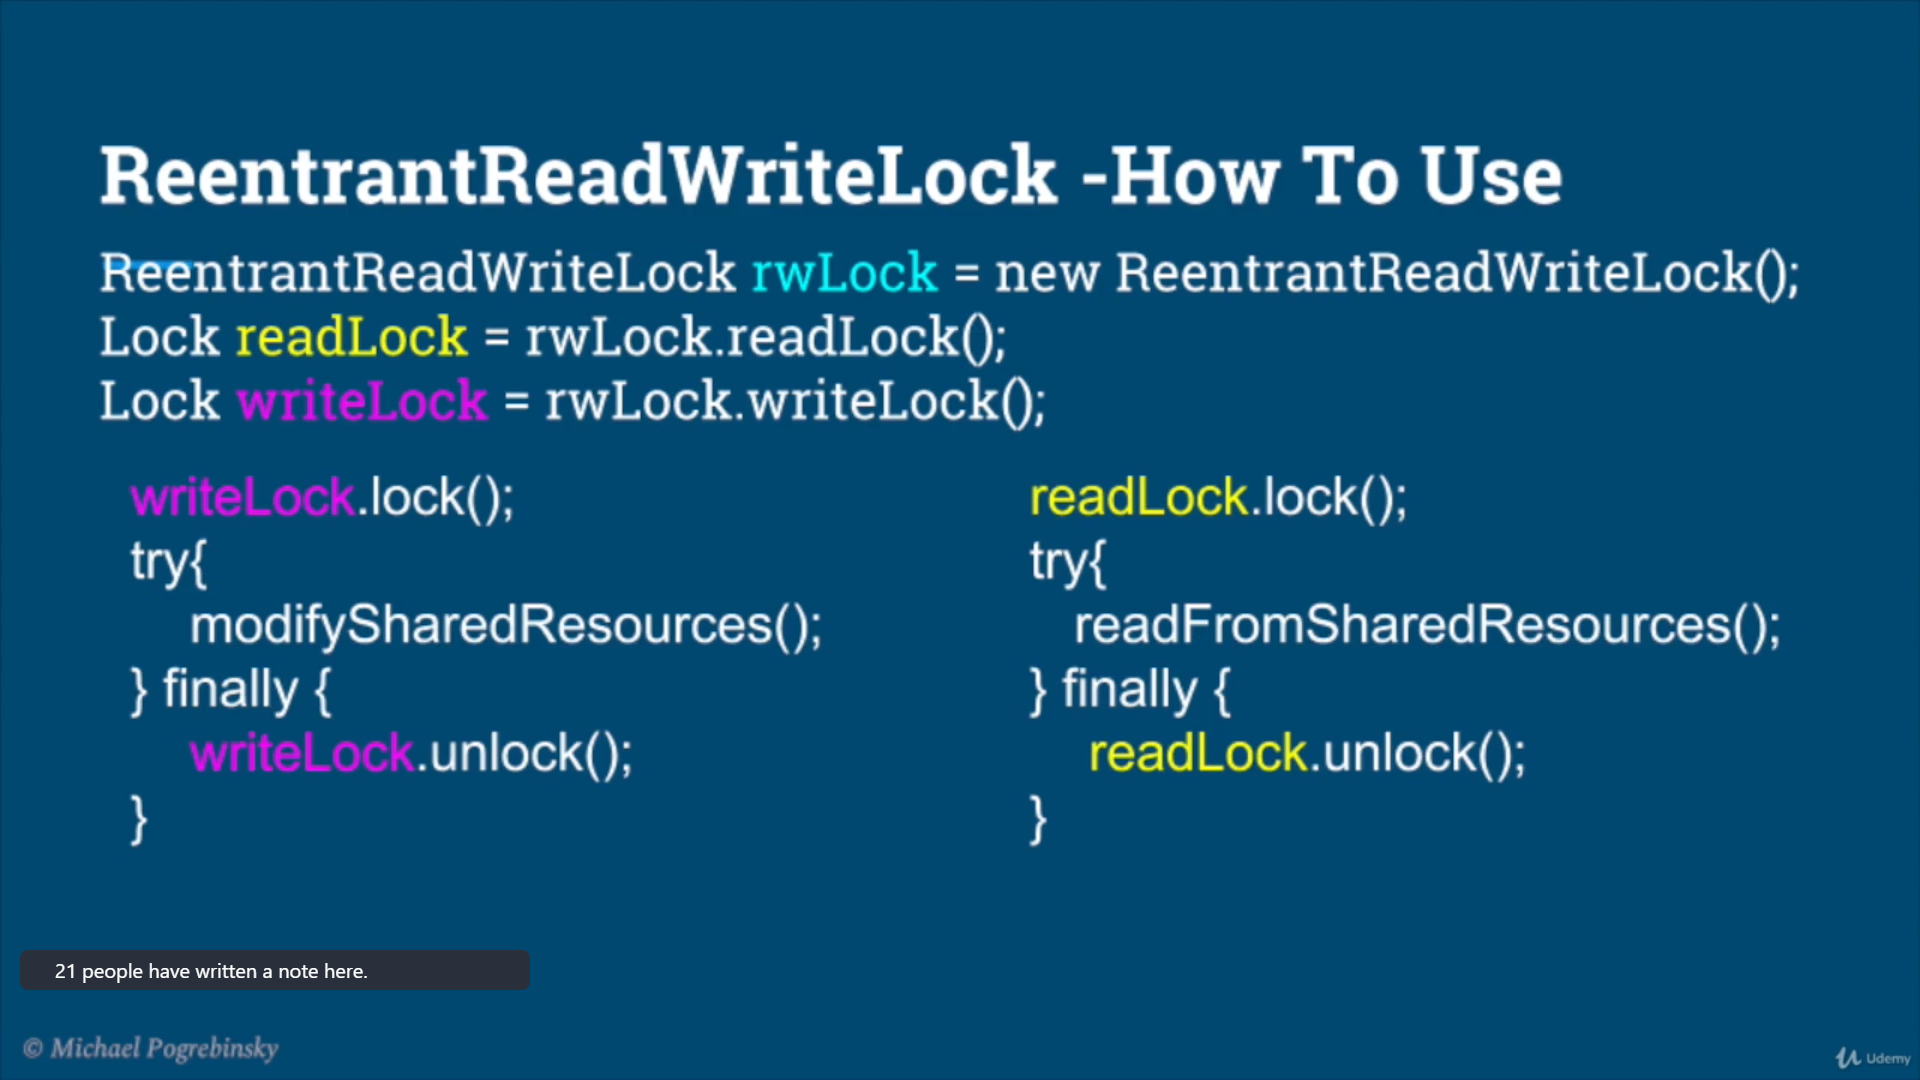 ReentrantReadWriteLock -How To Use
ReentrantReadWriteLock rwLock = new ReentrantReadWriteLock();
Lock readLock = rwLock.readLock();
Lock writeLock = rwLock.writeLock();
writeLock.lock();
try{
modifySharedResources();
} finally {
writeLock.unlock();
}
readLock.lock();
try{
readFromSharedResources();
} finally {
readLock.unlock();
}
21 people have written a note here.
© Michael Pogrebinsky
Udemy